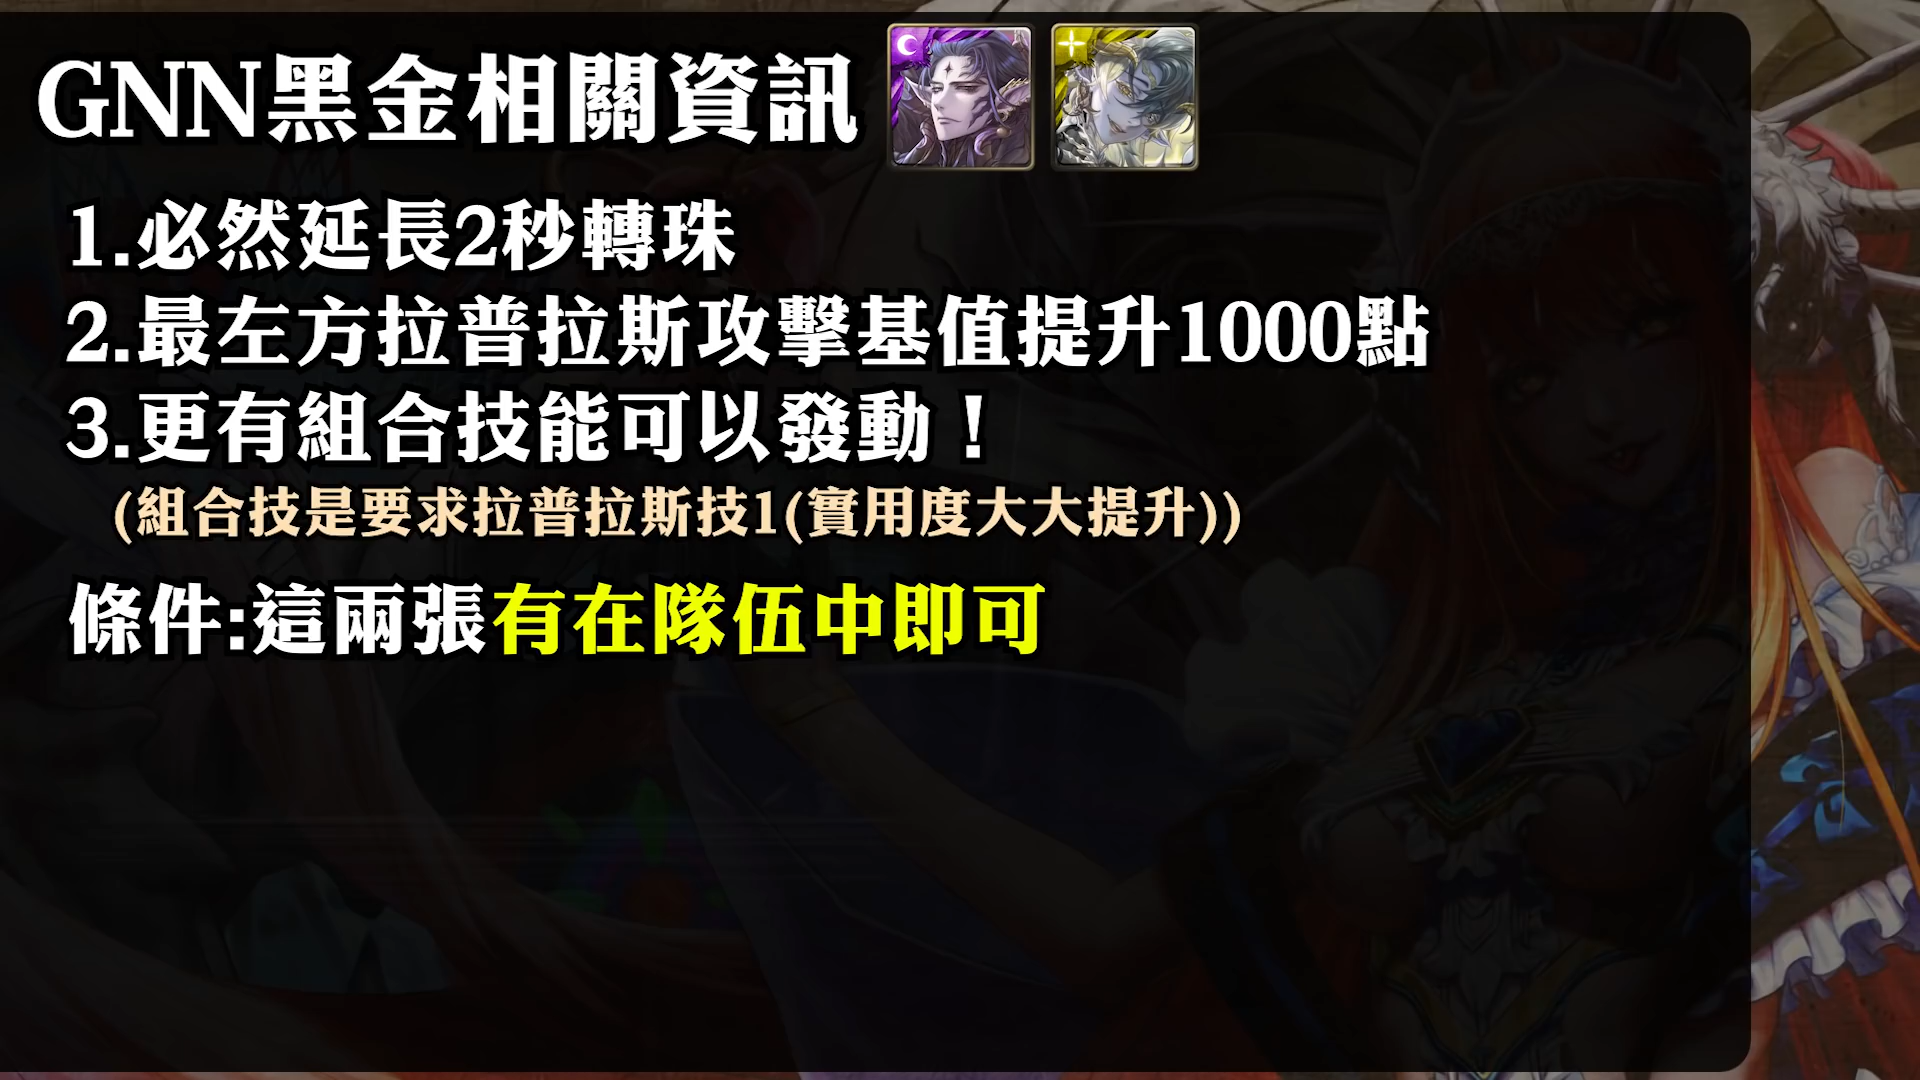 GNN黑金相關資訊
1.必然延長2秒轉珠
2.最左方拉普拉斯攻擊基值提升1000點
3.更有組合技能可以發動！
(組合技是要求拉普拉斯技1(實用度大大提升))
條件:這兩張有在隊伍中即可